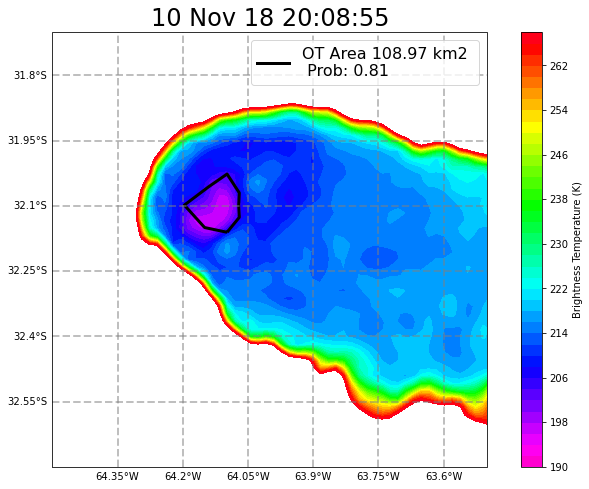 10 Nov 18 20:08:55
OT Area 108.97 km2
Prob: 0.81
31.8°S
31.95°S
32.1°S
32.25°S
32.4°S
32.55°S
64.35°W 64.2°W 64.05°W 63.9°W 63.75°W 63.6°W
262
254
246
238
230
222
214
206
198
190
Brightness Temperature (K)